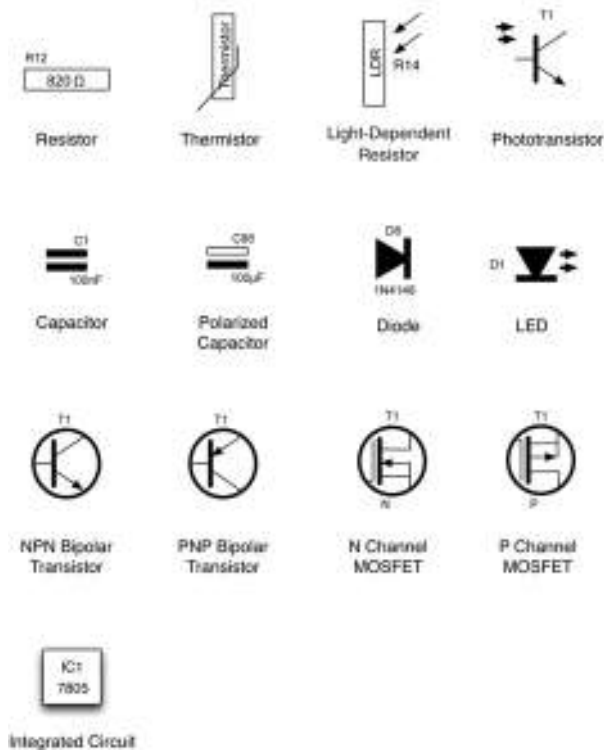 R12
820 Ω
Resistor
Thermistor
Thermistor
LDR
R14
Light-Dependent
Resistor
T1
Phototransistor
C1
100nF
Capacitor
100µF
Polarized
Capacitor
1N4148
Diode
D1
LED
T1
NPN Bipolar
Transistor
T1
PNP Bipolar
Transistor
T1
N
N Channel
MOSFET
T1
P
P Channel
MOSFET
IC1
7805
Integrated Circuit